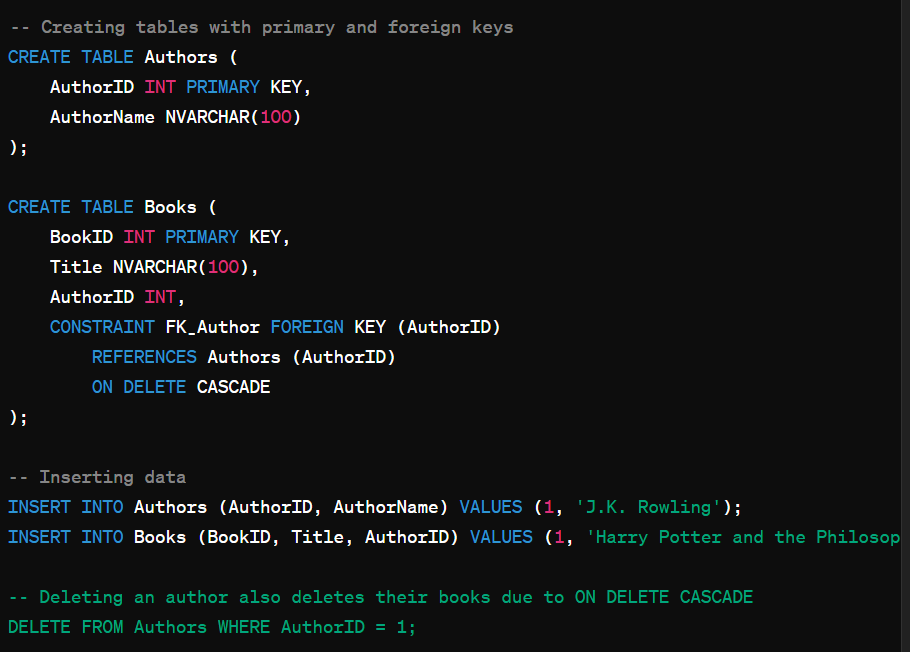 -- Creating tables with primary and foreign keys
CREATE TABLE Authors (
    AuthorID INT PRIMARY KEY,
    AuthorName NVARCHAR(100)
);

CREATE TABLE Books (
    BookID INT PRIMARY KEY,
    Title NVARCHAR(100),
    AuthorID INT,
    CONSTRAINT FK_Author FOREIGN KEY (AuthorID)
        REFERENCES Authors (AuthorID)
        ON DELETE CASCADE
);

-- Inserting data
INSERT INTO Authors (AuthorID, AuthorName) VALUES (1, 'J.K. Rowling');
INSERT INTO Books (BookID, Title, AuthorID) VALUES (1, 'Harry Potter and the Philosop

-- Deleting an author also deletes their books due to ON DELETE CASCADE
DELETE FROM Authors WHERE AuthorID = 1;